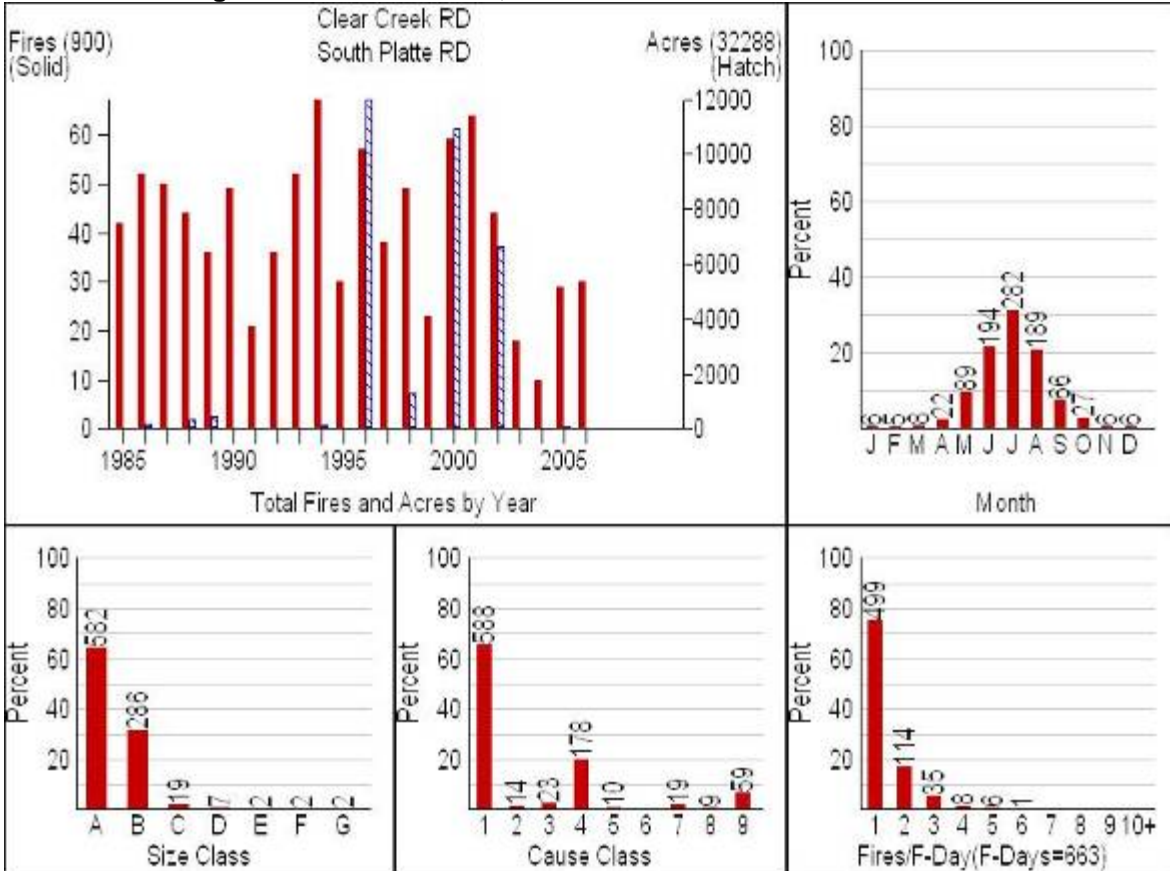 Clear Creek RD
South Platte RD
Fires (900)
(Solid)
Acres (32288)
(Hatch)
60
50
40
30
20
10
0
12000
10000
8000
6000
4000
2000
0
1985 1990 1995 2000 2005
Total Fires and Acres by Year
100
80
60
40
20
Percent
6 5 8 22 89 194 282 189 66 27 6 6
J F M A M J J A S O N D
Month
100
80
60
40
20
Percent
582 286 19 7 2 2 2
A B C D E F G
Size Class
100
80
60
40
20
Percent
588 14 23 178 10 19 9 59
1 2 3 4 5 6 7 8 9
Cause Class
100
80
60
40
20
Percent
499 114 35 8 6 1
1 2 3 4 5 6 7 8 9 10+
Fires/F-Day(F-Days=663)